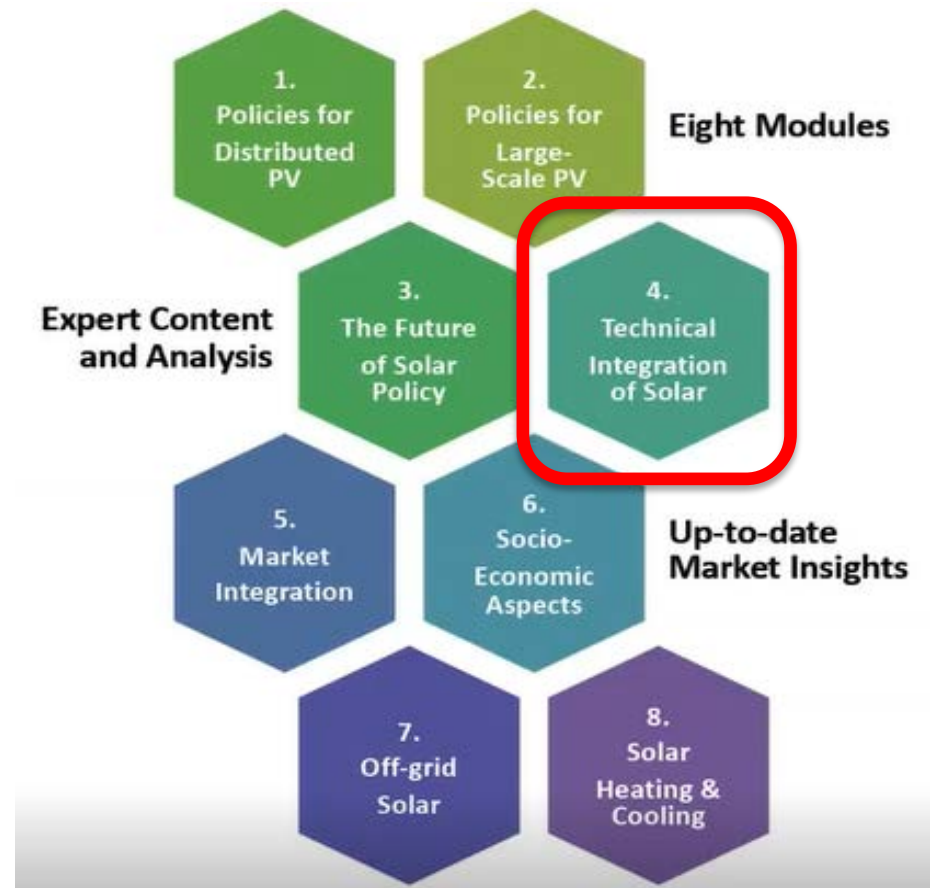 1.
Policies for
Distributed
PV
2.
Policies for
Large-
Scale PV
Eight Modules
Expert Content
and Analysis
3.
The Future
of Solar
Policy
4.
Technical
Integration
of Solar
5.
Market
Integration
6.
Socio-
Economic
Aspects
Up-to-date
Market Insights
7.
Off-grid
Solar
8.
Solar
Heating &
Cooling